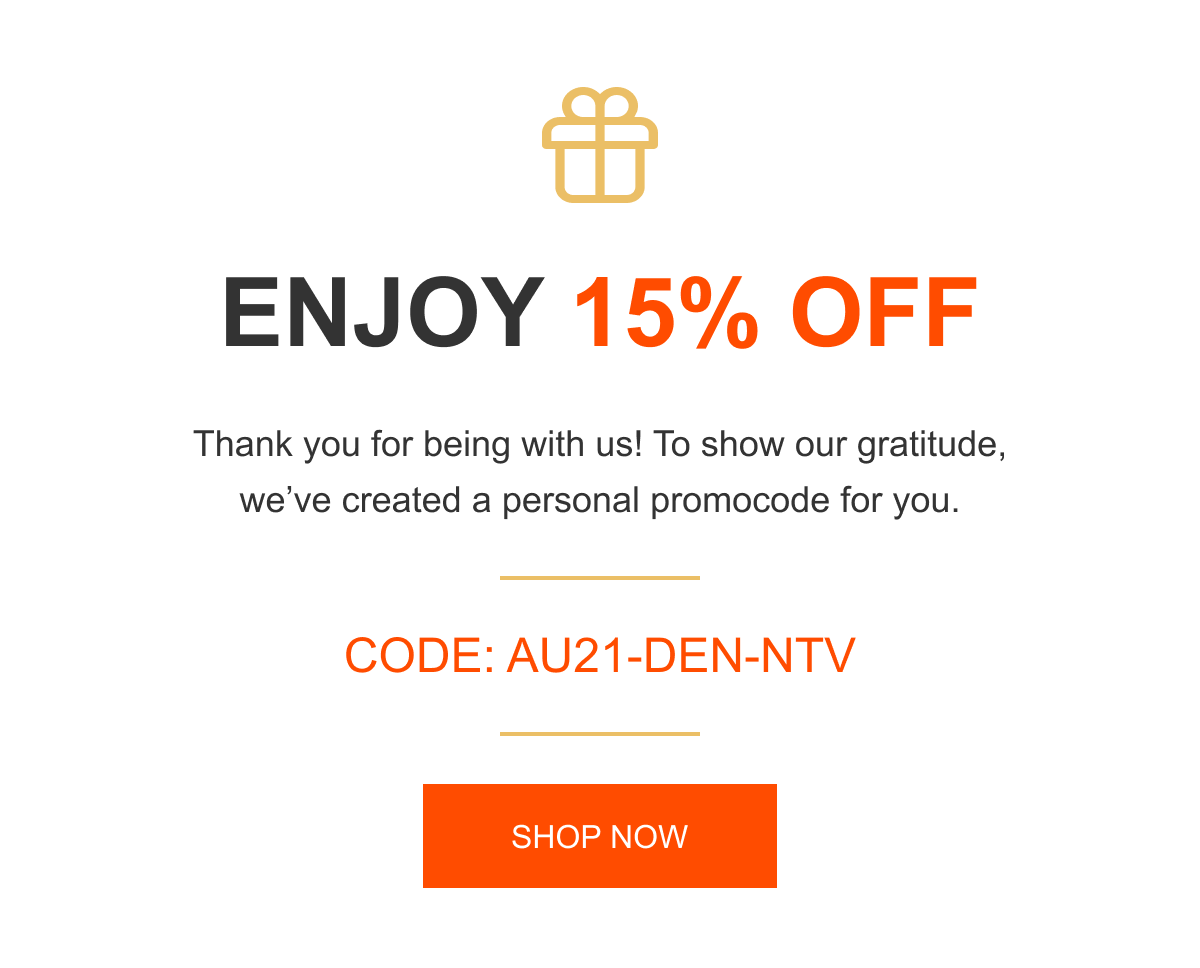 ENJOY 15% OFF
Thank you for being with us! To show our gratitude,
we’ve created a personal promocode for you.
CODE: AU21-DEN-NTV
SHOP NOW